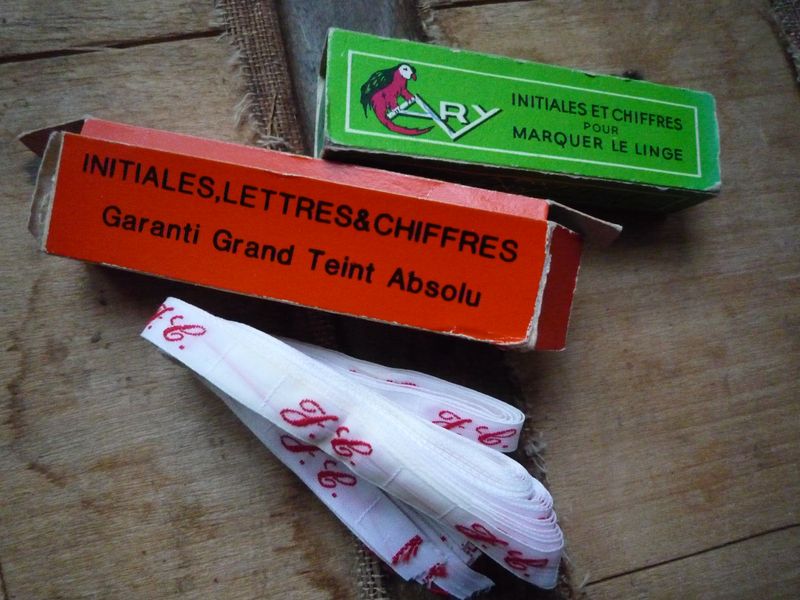 ARY
INITIALES ET CHIFFRES
POUR
MARQUER LE LINGE
INITIALES,LETTRES&CHIFFRES
Garanti Grand Teint Absolu